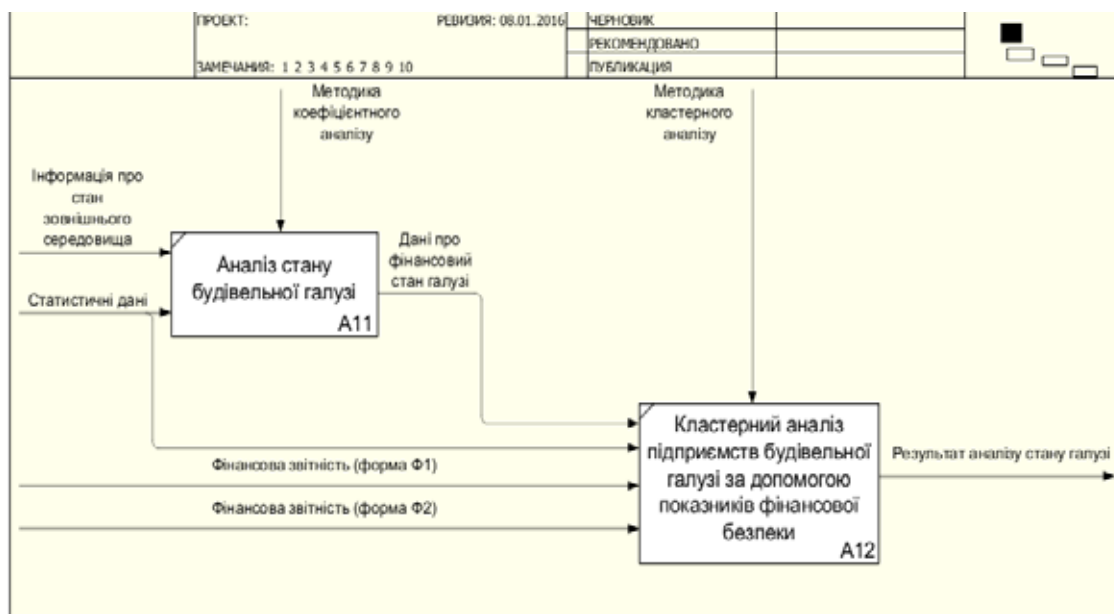 ПРОЕКТ:
РЕВИЗИЯ: 08.01.2016
ЧЕРНОВИК
РЕКОМЕНДОВАНО
ЗАМЕЧАНИЯ: 1 2 3 4 5 6 7 8 9 10
ПУБЛИКАЦИЯ
Методика
коефіцієнтного
аналізу
Методика
кластерного
аналізу
Інформація про
стан
зовнішнього
середовища
Аналіз стану
будівельної галузі
A11
Дані про
фінансовий
стан галузі
Статистичні дані
Кластерний аналіз
підприємств будівельної
галузі за допомогою
показників фінансової
безпеки
A12
Фінансова звітність (форма Ф1)
Фінансова звітність (форма Ф2)
Результат аналізу стану галузі